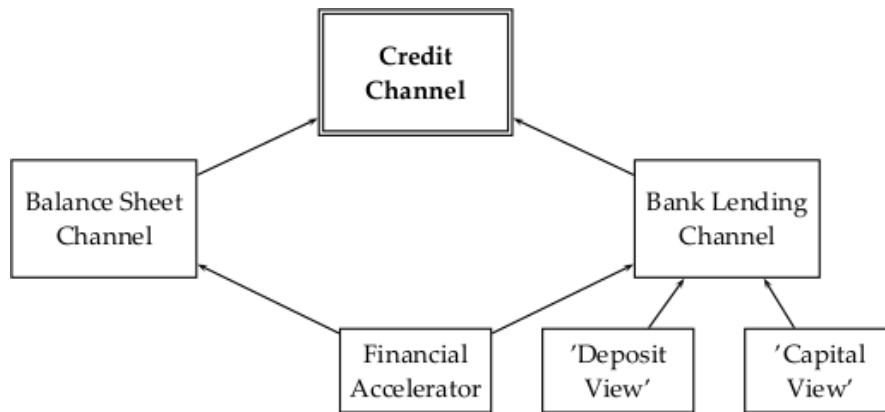 Credit
Channel
Balance Sheet
Channel
Bank Lending
Channel
Financial
Accelerator
’Deposit
View’
’Capital
View’